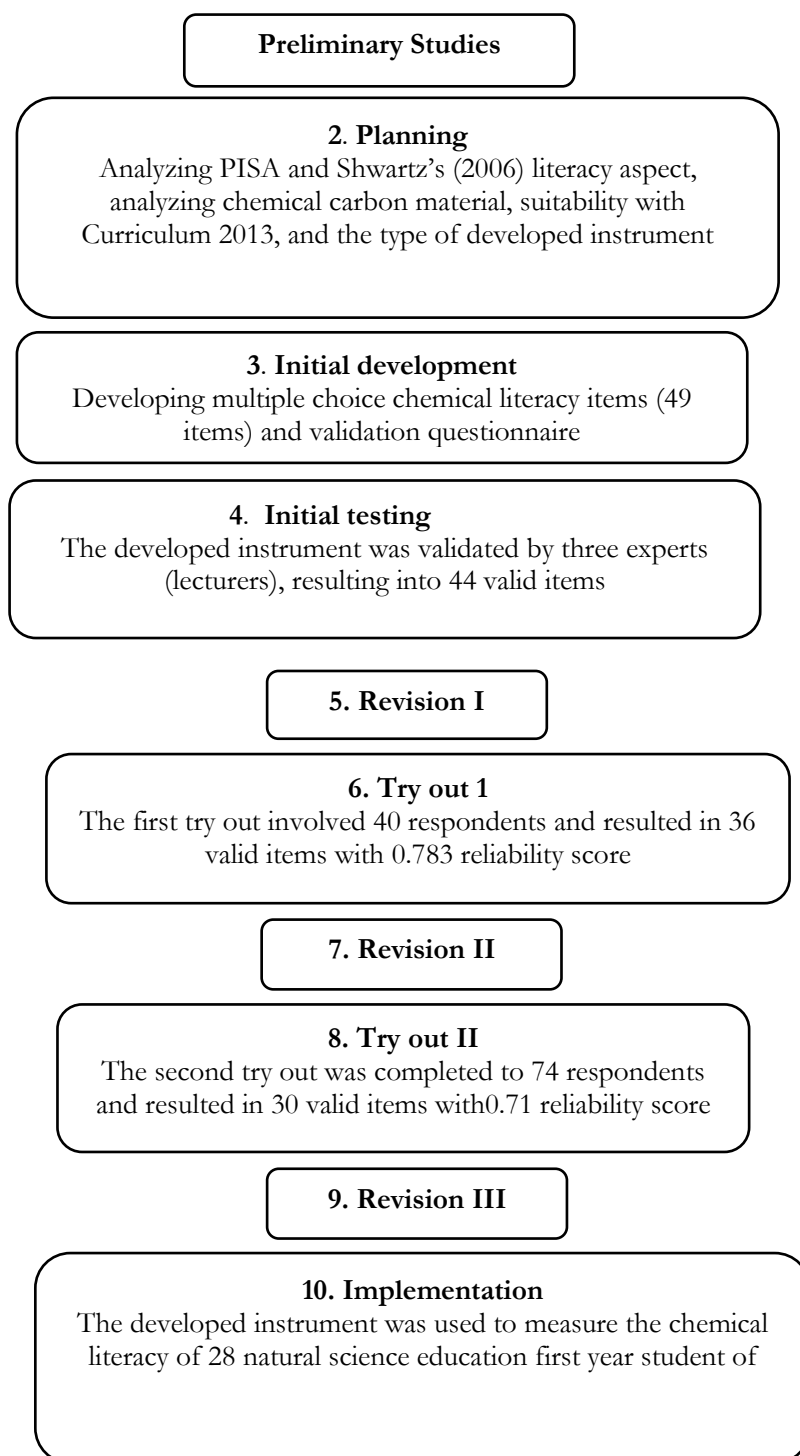 Preliminary Studies
2. Planning
Analyzing PISA and Shwartz's (2006) literacy aspect,
analyzing chemical carbon material, suitability with
Curriculum 2013, and the type of developed instrument
3. Initial development
Developing multiple choice chemical literacy items (49
items) and validation questionnaire
4. Initial testing
The developed instrument was validated by three experts
(lecturers), resulting into 44 valid items
5. Revision I
6. Try out 1
The first try out involved 40 respondents and resulted in 36
valid items with 0.783 reliability score
7. Revision II
8. Try out II
The second try out was completed to 74 respondents
and resulted in 30 valid items with0.71 reliability score
9. Revision III
10. Implementation
The developed instrument was used to measure the chemical
literacy of 28 natural science education first year student of